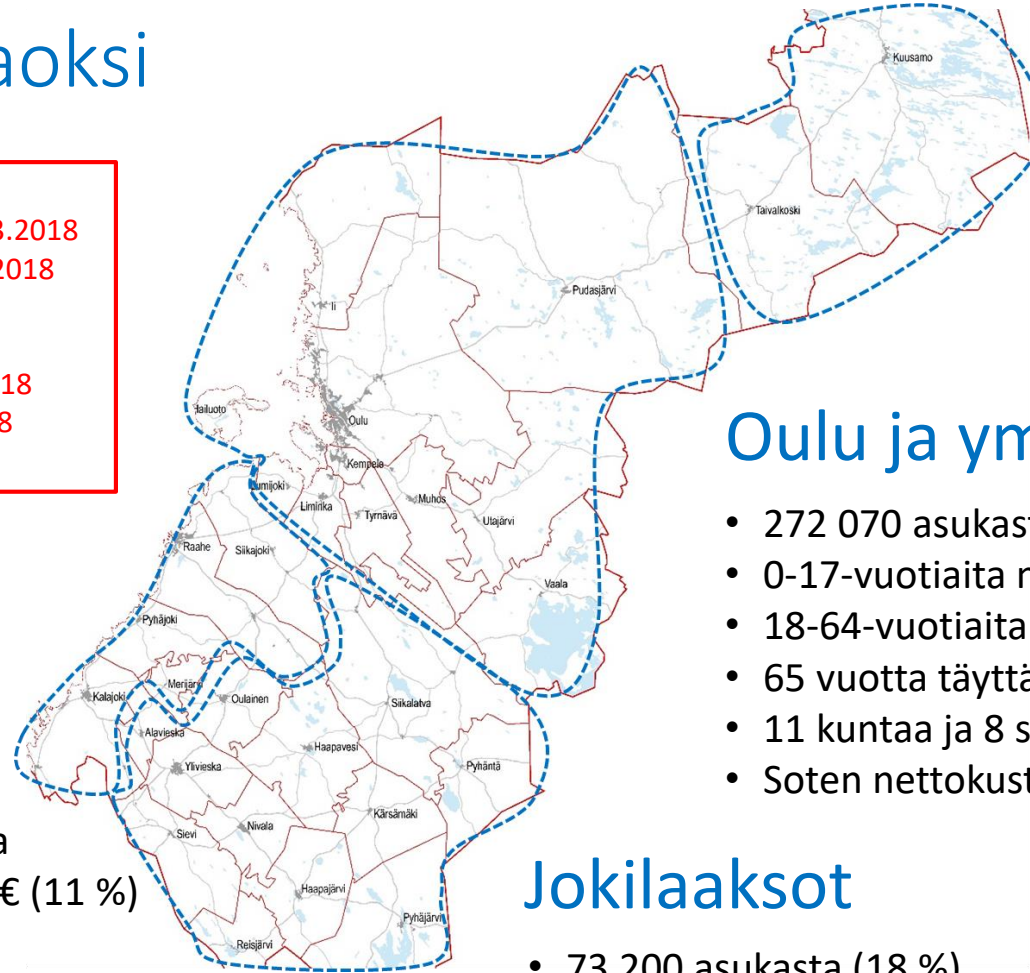 aoksi
3.2018
2018
18
8
Kuusamo
Taivalkoski
Pudasjärvi
Ii
Hailuoto
Oulu
Kempele
Lumijoki
Liminka
Tyrnävä
Muhos
Utajärvi
Vaala
Raahe
Siikajoki
Pyhäjoki
Kalajoki
Merijärvi
Oulainen
Siikalatva
Alavieska
Haapavesi
Ylivieska
Pyhäntä
Kärsämäki
Sievi
Nivala
Haapajärvi
Pyhäjärvi
Reisjärvi
Oulu ja ym
• 272 070 asukast
• 0-17-vuotiaita
• 18-64-vuotiaita
• 65 vuotta täyttä
• 11 kuntaa ja 8 s
• Soten nettokust
a
€ (11 %)
Jokilaaksot
• 73 200 asukasta (18 %)